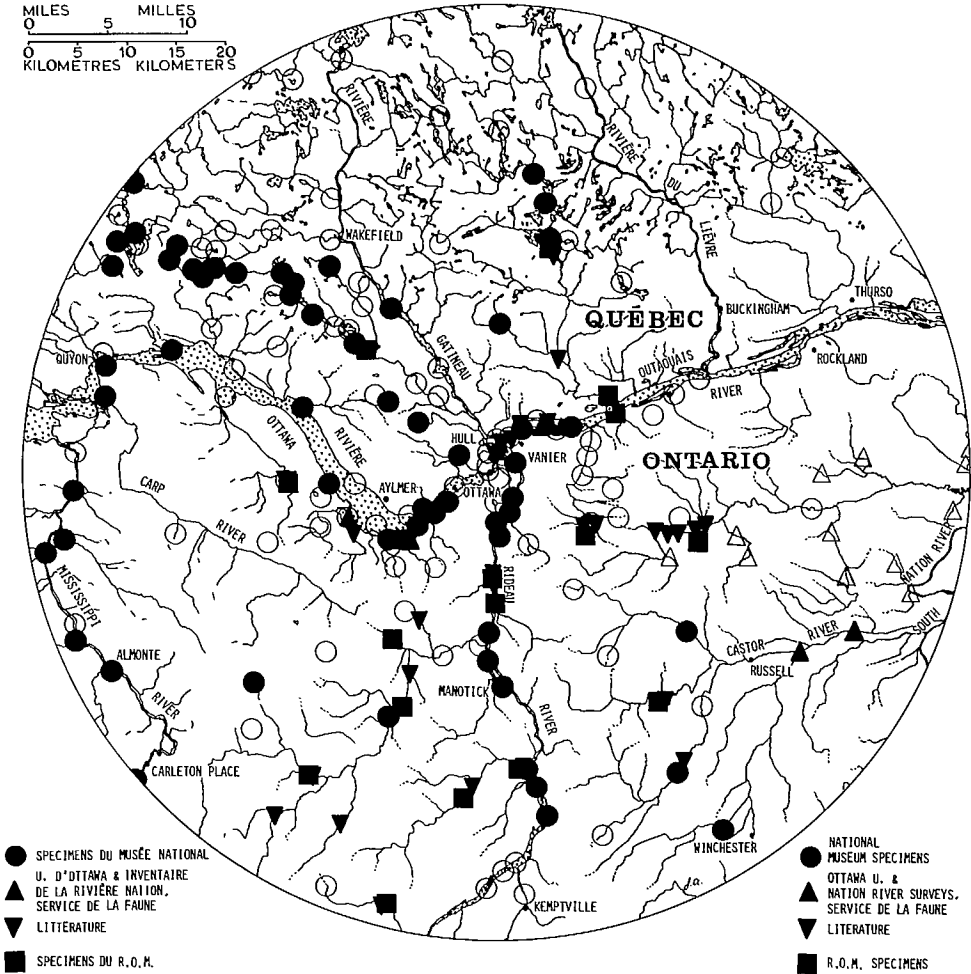 MILES MILLES
0 5 10
0 5 10 15 20
KILOMÈTRES KILOMETERS
RIVIÈRE
RIVIÈRE
DU
LIEVRE
WAKEFIELD
GATINEAU
THURSO
BUCKINGHAM
QUÉBEC
ROCKLAND
OUTAOUAIS
RIVER
QUYON
OTTAWA
RIVIÈRE
HULL
VANIER
ONTARIO
CARP
RIVER
AYLMER
OTTAWA
NATION RIVER
SOUTH
MISSISSIPPI
RIDEAU
CASTOR
RIVER
RUSSELL
ALMONTE
RIVER
MANOTICK
RIVER
CARLETON PLACE
WINCHESTER
KEMPTVILLE
j.a.
SPECIMENS DU MUSÉE NATIONAL
U. D'OTTAWA & INVENTAIRE
DE LA RIVIÈRE NATION,
SERVICE DE LA FAUNE
LITTÉRATURE
SPECIMENS DU R.O.M.
NATIONAL
MUSEUM SPECIMENS
OTTAWA U. &
NATION RIVER SURVEYS,
SERVICE DE LA FAUNE
LITERATURE
R.O.M. SPECIMENS